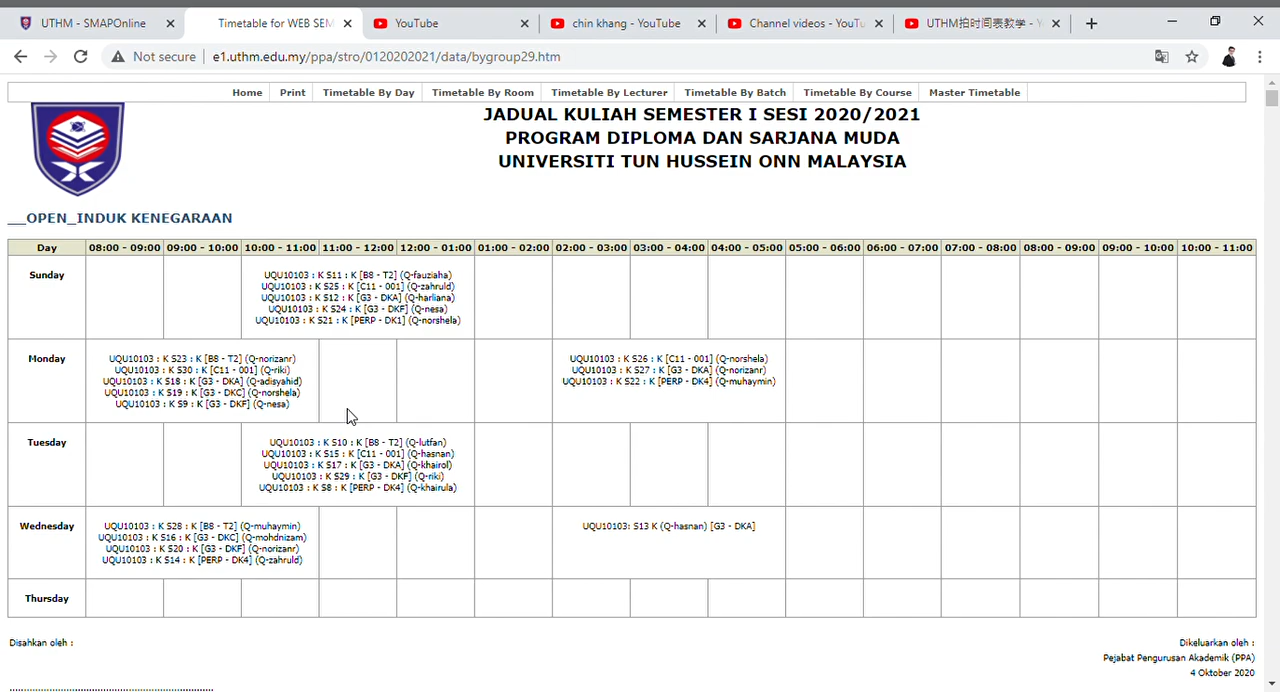 UTHM - SMAPOnline
Timetable for WEB SEM
YouTube
chin khang - YouTube
Channel videos - YouTu
UTHM拍时间表教学 - Y
Not secure
e1.uthm.edu.my/ppa/stro/0120202021/data/bygroup29.htm
Home
Print
Timetable By Day
Timetable By Room
Timetable By Lecturer
Timetable By Batch
Timetable By Course
Master Timetable
JADUAL KULIAH SEMESTER I SESI 2020/2021
PROGRAM DIPLOMA DAN SARJANA MUDA
UNIVERSITI TUN HUSSEIN ONN MALAYSIA
__OPEN_INDUK KENEGARAAN
Day 08:00 - 09:00 09:00 - 10:00 10:00 - 11:00 11:00 - 12:00 12:00 - 01:00 01:00 - 02:00 02:00 - 03:00 03:00 - 04:00 04:00 - 05:00 05:00 - 06:00 06:00 - 07:00 07:00 - 08:00 08:00 - 09:00 09:00 - 10:00 10:00 - 11:00
Sunday
UQU10103 : K S11 : K [B8 - T2] (Q-fauziaha)
UQU10103 : K S25 : K [C11 - 001] (Q-zahruld)
UQU10103 : K S12 : K [G3 - DKA] (Q-harliana)
UQU10103 : K S24 : K [G3 - DKF] (Q-nesa)
UQU10103 : K S21 : K [PERP - DK1] (Q-norshela)
Monday
UQU10103 : K S23 : K [B8 - T2] (Q-norizanr)
UQU10103 : K S30 : K [C11 - 001] (Q-riki)
UQU10103 : K S18 : K [G3 - DKA] (Q-adisyahid)
UQU10103 : K S19 : K [G3 - DKC] (Q-norshela)
UQU10103 : K S9 : K [G3 - DKF] (Q-nesa)
UQU10103 : K S26 : K [C11 - 001] (Q-norshela)
UQU10103 : K S27 : K [G3 - DKA] (Q-norizanr)
UQU10103 : K S22 : K [PERP - DK4] (Q-muhaymin)
Tuesday
UQU10103 : K S10 : K [B8 - T2] (Q-lutfan)
UQU10103 : K S15 : K [C11 - 001] (Q-hasnan)
UQU10103 : K S17 : K [G3 - DKA] (Q-khairol)
UQU10103 : K S29 : K [G3 - DKF] (Q-riki)
UQU10103 : K S8 : K [PERP - DK4] (Q-khairula)
Wednesday
UQU10103 : K S28 : K [B8 - T2] (Q-muhaymin)
UQU10103 : K S16 : K [G3 - DKC] (Q-mohdnizam)
UQU10103 : K S20 : K [G3 - DKF] (Q-norizanr)
UQU10103 : K S14 : K [PERP - DK4] (Q-zahruld)
UQU10103: S13 K (Q-hasnan) [G3 - DKA]
Thursday
Disahkan oleh :
Dikeluarkan oleh :
Pejabat Pengurusan Akademik (PPA)
4 Oktober 2020